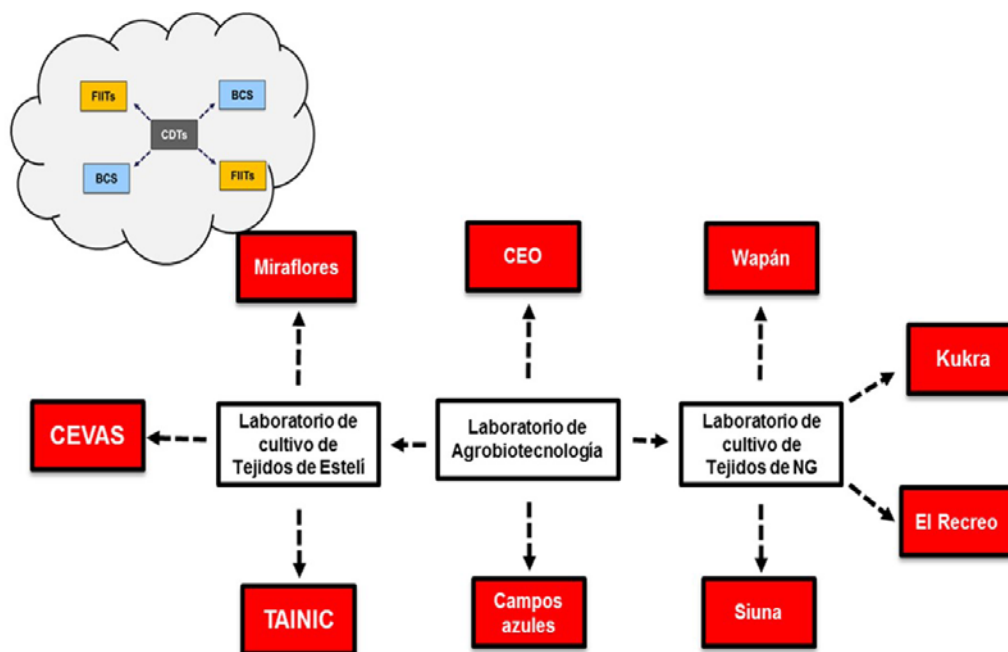 FIITs
BCS
CDTs
BCS
FIITs
Miraflores
CEO
Wapán
Kukra
CEVAS
Laboratorio de
cultivo de
Tejidos de Estelí
Laboratorio de
Agrobiotecnología
Laboratorio de
cultivo de
Tejidos de NG
El Recreo
TAINIC
Campos
azules
Siuna